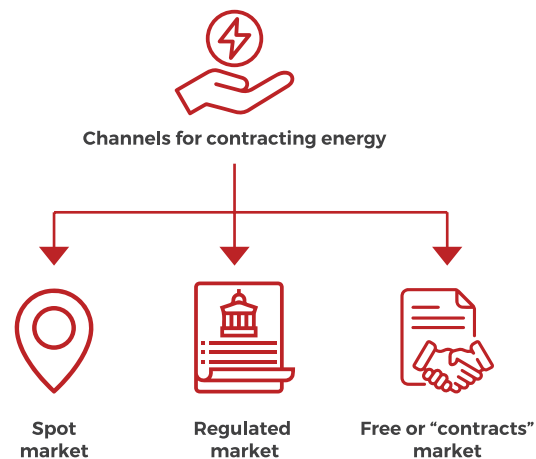 Channels for contracting energy
Spot
market
Regulated
market
Free or “contracts”
market